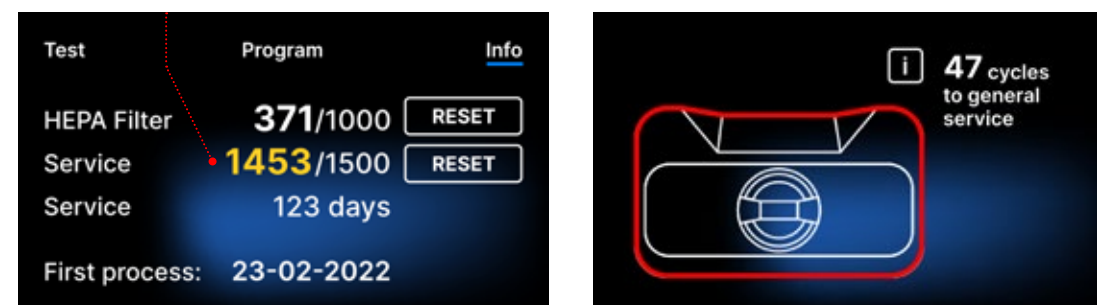 Test Program Info
HEPA Filter 371/1000 RESET
Service 1453/1500 RESET
Service 123 days
First process: 23-02-2022
i 47 cycles
to general
service